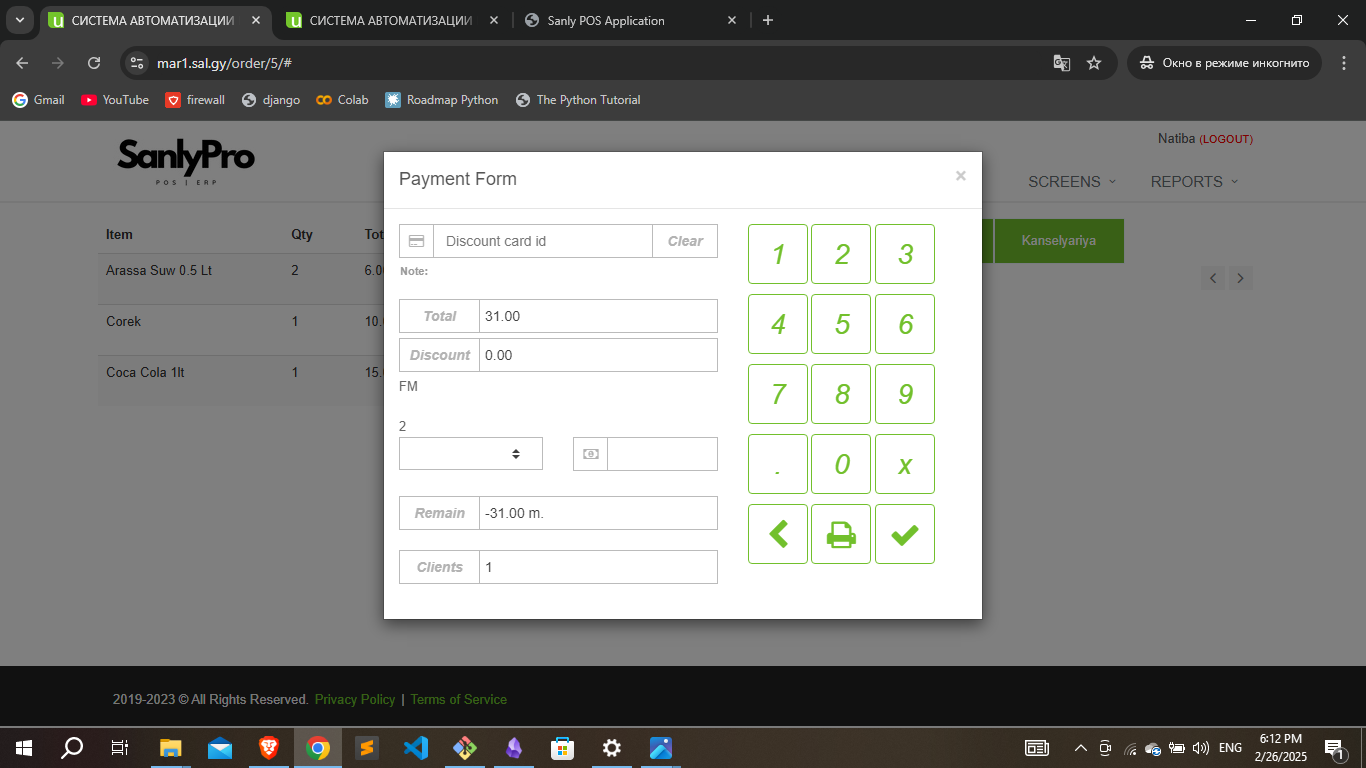 СИСТЕМА АВТОМАТИЗАЦИИ
СИСТЕМА АВТОМАТИЗАЦИИ
Sanly POS Application
mar1.sal.gy/order/5/#
Окно в режиме инкогнито
Gmail
YouTube
firewall
django
Colab
Roadmap Python
The Python Tutorial
SanlyPro
POS | ERP
Natiba (LOGOUT)
SCREENS
REPORTS
Item Qty Tot
Arassa Suw 0.5 Lt 2 6.0
Corek 1 10.
Coca Cola 1lt 1 15.
Kanselyariya
Payment Form
×
Discount card id Clear
Note:
Total 31.00
Discount 0.00
FM
2
Remain -31.00 m.
Clients 1
1 2 3
4 5 6
7 8 9
. 0 x
2019-2023 © All Rights Reserved. Privacy Policy | Terms of Service
ENG
6:12 PM
2/26/2025
1